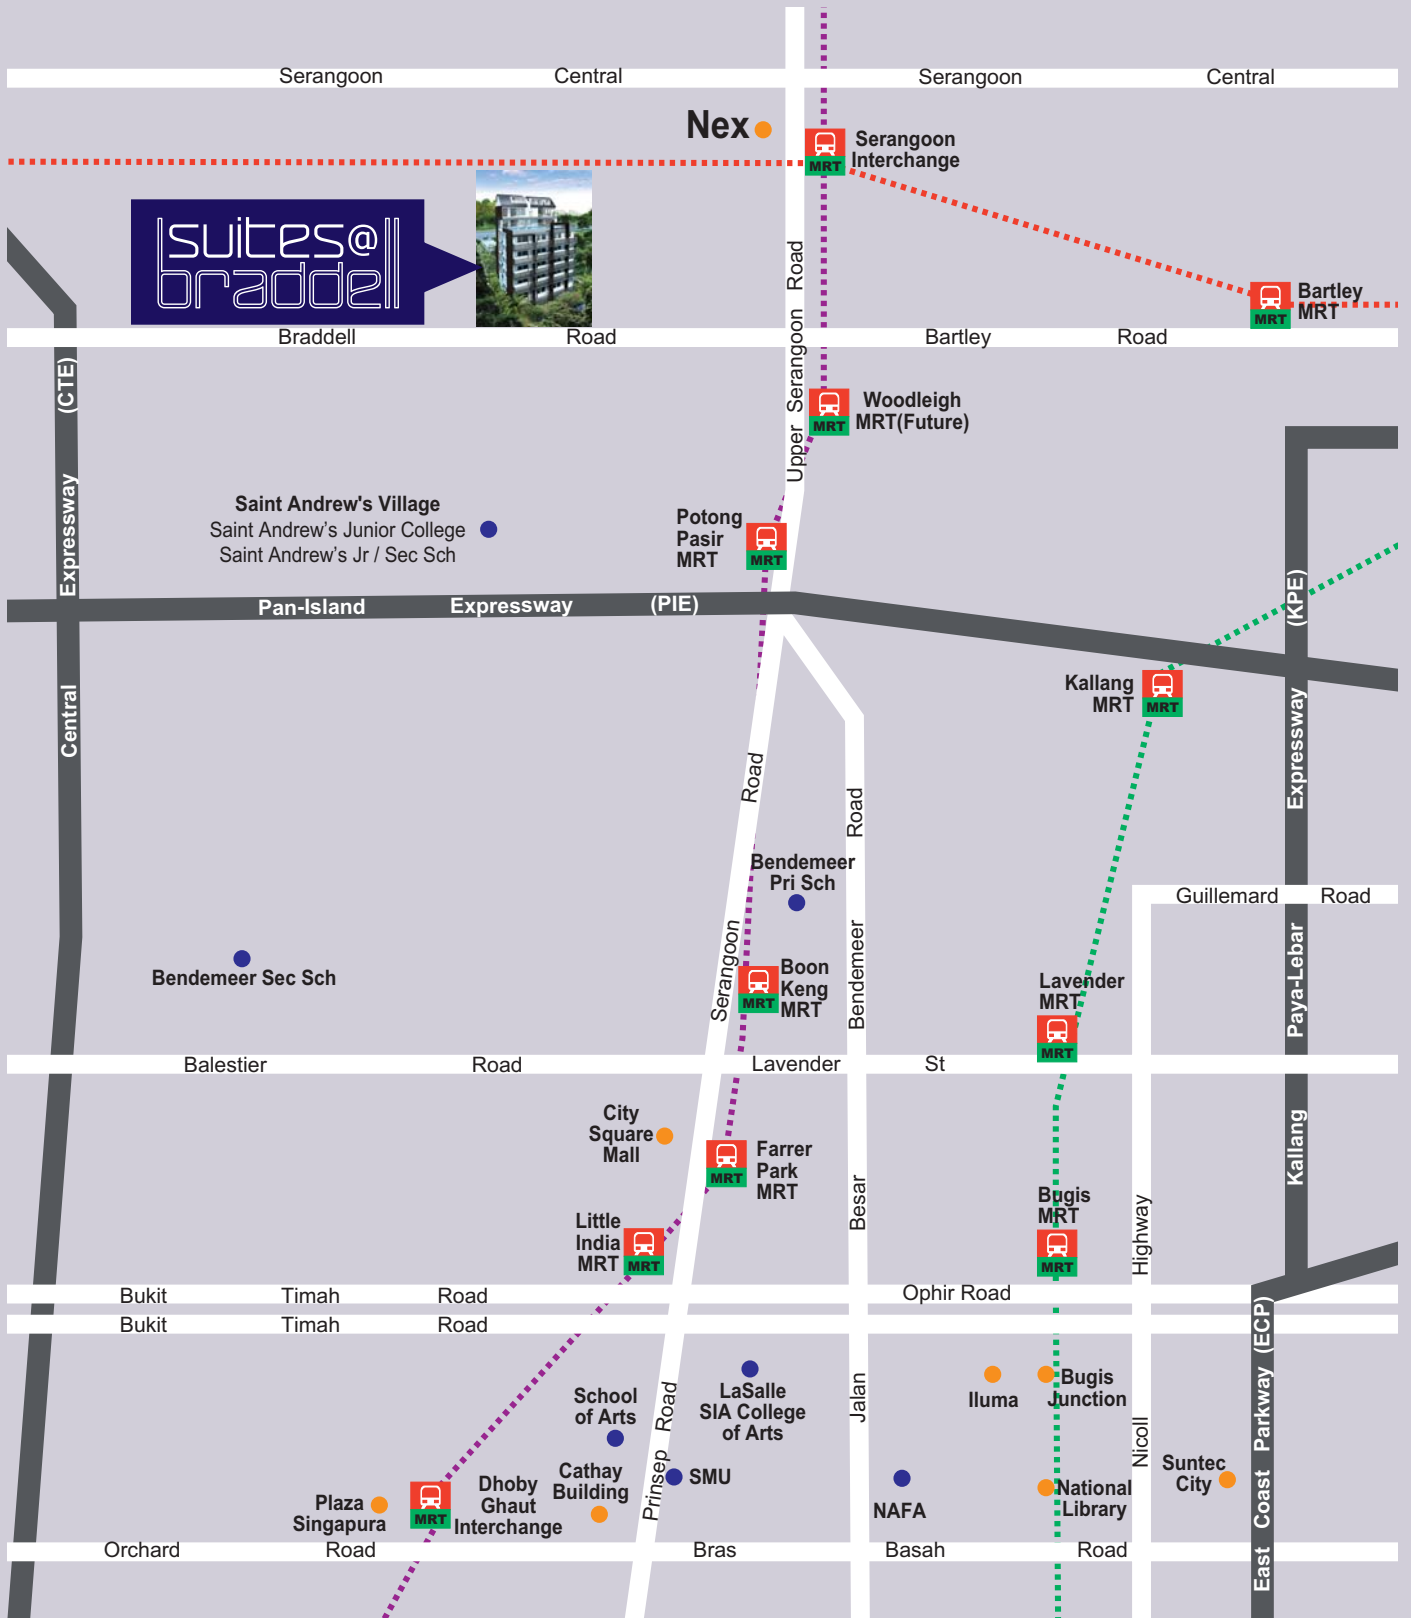 Serangoon Central Serangoon Central
Nex
MRT
Serangoon
Interchange
suites@
braddell
Upper Serangoon Road
MRT
Bartley
MRT
Braddell Road Bartley Road
MRT
Woodleigh
MRT(Future)
Central Expressway (CTE)
Saint Andrew's Village
Saint Andrew's Junior College
Saint Andrew's Jr / Sec Sch
Potong
Pasir
MRT
MRT
Pan-Island Expressway (PIE)
Kallang Paya-Lebar Expressway (KPE)
Kallang
MRT
MRT
Serangoon Road
Bendemeer Road
Bendemeer
Pri Sch
Guillemard Road
Bendemeer Sec Sch
MRT
Boon
Keng
MRT
Lavender
MRT
MRT
Balestier Road Lavender St
City
Square
Mall
MRT
Farrer
Park
MRT
Jalan Besar
Bugis
MRT
MRT
Nicoll Highway
Little
India
MRT
MRT
Bukit Timah Road Ophir Road
Bukit Timah Road
East Coast Parkway (ECP)
School
of Arts
LaSalle
SIA College
of Arts
Iluma
Bugis
Junction
Prinsep Road
Plaza
Singapura
MRT
Dhoby
Ghaut
Interchange
Cathay
Building
SMU
NAFA
National
Library
Suntec
City
Orchard Road Bras Basah Road